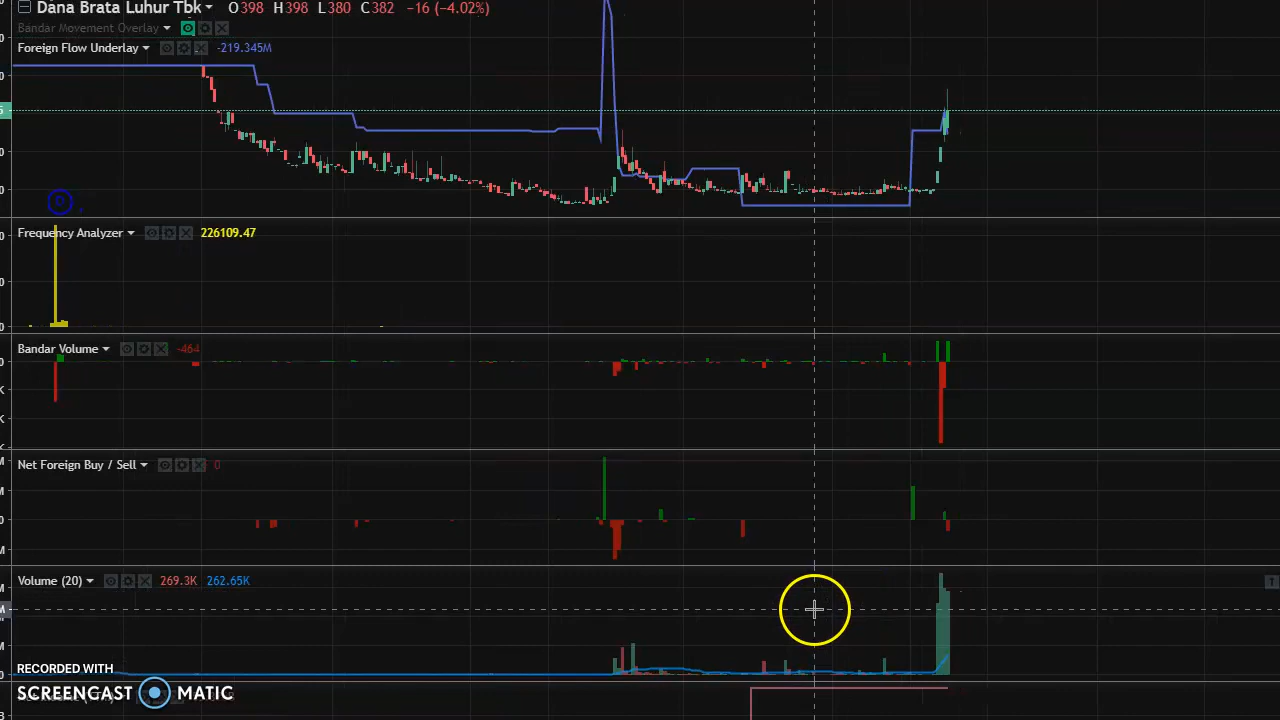 Dana Brata Luhur Tbk O398 H398 L380 C382 −16 (−4.02%)
Bandar Movement Overlay
Foreign Flow Underlay -219.345M
Frequency Analyzer 226109.47
Bandar Volume -464
Net Foreign Buy / Sell 0
Volume (20) 269.3K 262.65K
RECORDED WITH
SCREENCAST MATIC